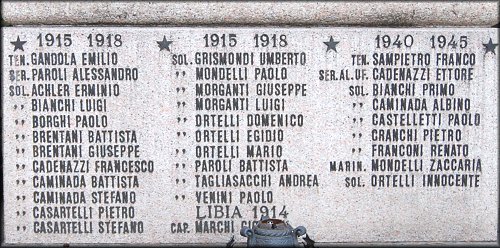 1915 1918
TEN. GANDOLA EMILIO
SER. PAROLI ALESSANDRO
SOL. ACHLER ERMINIO
" BIANCHI LUIGI
" BORGHI PAOLO
" BRENTANI BATTISTA
" BRENTANI GIUSEPPE
" CADENAZZI FRANCESCO
" CAMINADA BATTISTA
" CAMINADA STEFANO
" CASARTELLI PIETRO
" CASARTELLI STEFANO
1915 1918
SOL. GRISMONDI UMBERTO
" MONDELLI PAOLO
" MORGANTI GIUSEPPE
" MORGANTI LUIGI
" ORTELLI DOMENICO
" ORTELLI EGIDIO
" ORTELLI MARIO
" PAROLI BATTISTA
" TAGLIASACCHI ANDREA
" VENINI PAOLO
LIBIA 1914
CAP. MARCHI
1940 1945
TEN. SAMPIETRO FRANCO
SER.AL.UF. CADENAZZI ETTORE
SOL. BIANCHI PRIMO
" CAMINADA ALBINO
" CASTELLETTI PAOLO
" CRANCHI PIETRO
" FRANCONI RENATO
MARIN. MONDELLI ZACCARIA
SOL. ORTELLI INNOCENTE